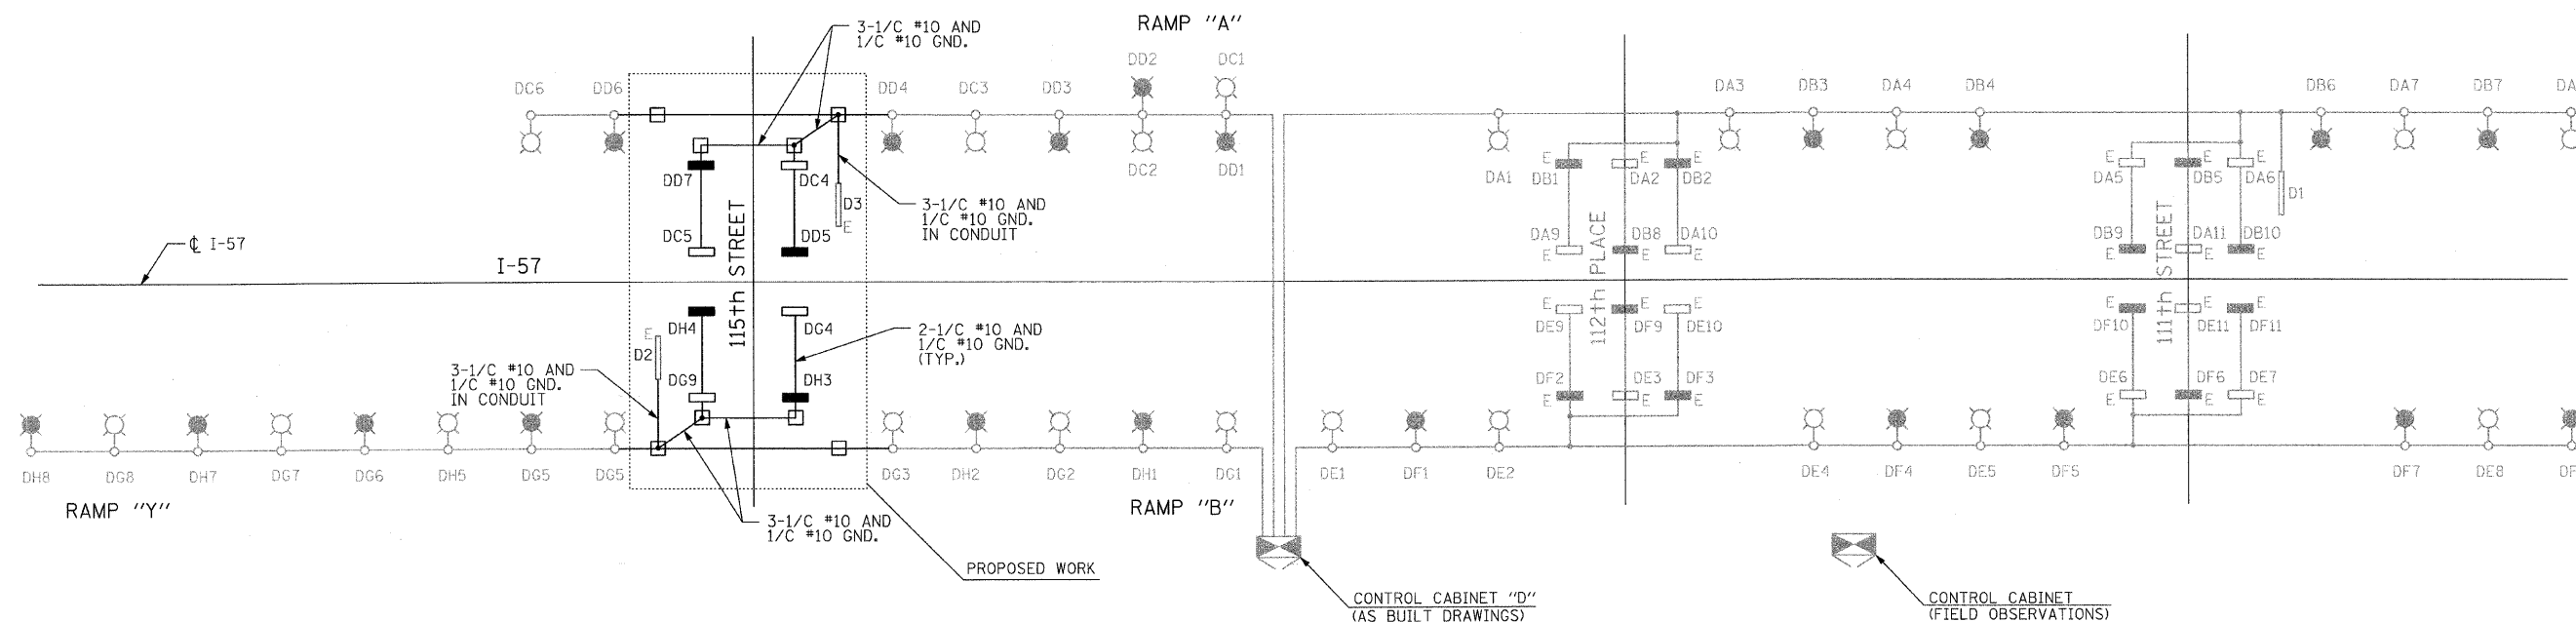 RAMP "A"
3-1/C #10 AND
1/C #10 GND.
DD2
DC1
DC6
DD6
DD4
DC3
DD3
DA3
DB3
DA4
DB4
DB6
DA7
DB7
DA
DC2
DD1
DA1
DD7
DC4
D3
E
3-1/C #10 AND
1/C #10 GND.
IN CONDUIT
DC5
DD5
E
E
E
DB1
DA2
DB2
E
E
E
DA5
DB5
DA6
D1
DA9
DB8
DA10
E
E
E
DB9
DA11
DB10
E
E
E
℄ I-57
I-57
115th STREET
112th PLACE
111th STREET
DH4
DG4
2-1/C #10 AND
1/C #10 GND.
(TYP.)
E
D2
DG9
DH3
3-1/C #10 AND
1/C #10 GND.
IN CONDUIT
E
E
E
DE9
DF9
DE10
E
E
E
DF10
DE11
DF11
DF2
DE3
DF3
E
E
E
DE6
DF6
DE7
E
E
E
DH8
DG8
DH7
DG7
DG6
DH5
DG5
DG5
DG3
DH2
DG2
DH1
DG1
DE1
DF1
DE2
DE4
DF4
DE5
DF5
DF7
DE8
DF
RAMP "Y"
RAMP "B"
3-1/C #10 AND
1/C #10 GND.
PROPOSED WORK
CONTROL CABINET "D"
(AS BUILT DRAWINGS)
CONTROL CABINET
(FIELD OBSERVATIONS)